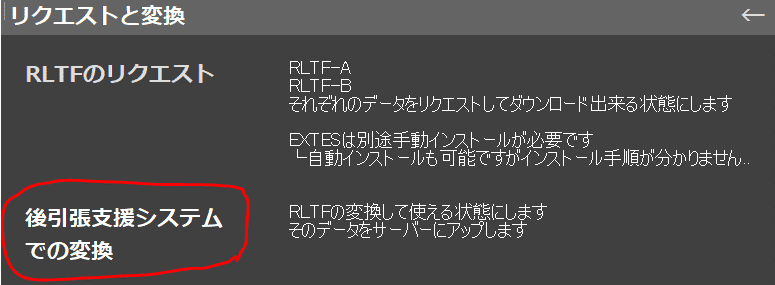 リクエストと変換 ←
RLTFのリクエスト
RLTF-A
RLTF-B
それぞれのデータをリクエストしてダウンロード出来る状態にします
EXTESは別途手動インストールが必要です
└自動インストールも可能ですがインストール手順が分かりません..
後引張支援システム
での変換
RLTFの変換して使える状態にします
そのデータをサーバーにアップします